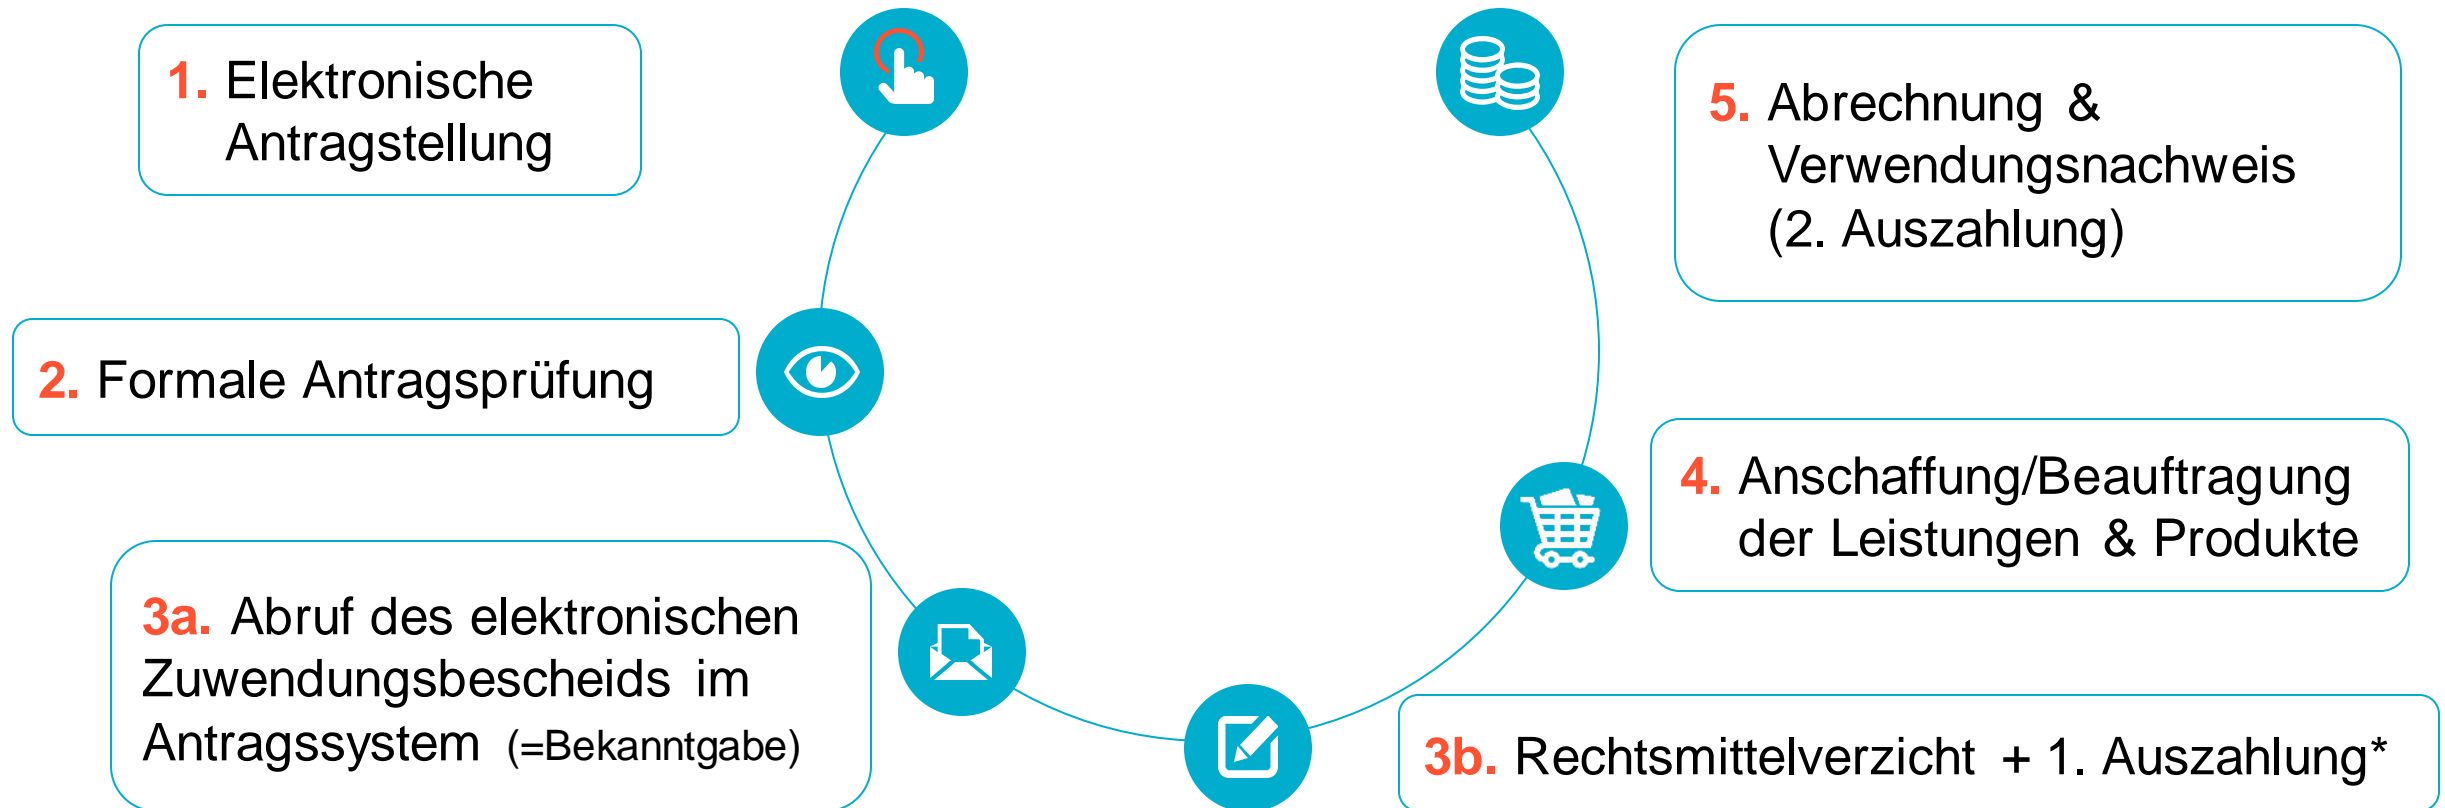 1. Elektronische
Antragstellung
2. Formale Antragsprüfung
3a. Abruf des elektronischen
Zuwendungsbescheids im
Antragssystem (=Bekanntgabe)
3b. Rechtsmittelverzicht + 1. Auszahlung*
4. Anschaffung/Beauftragung
der Leistungen & Produkte
5. Abrechnung &
Verwendungsnachweis
(2. Auszahlung)